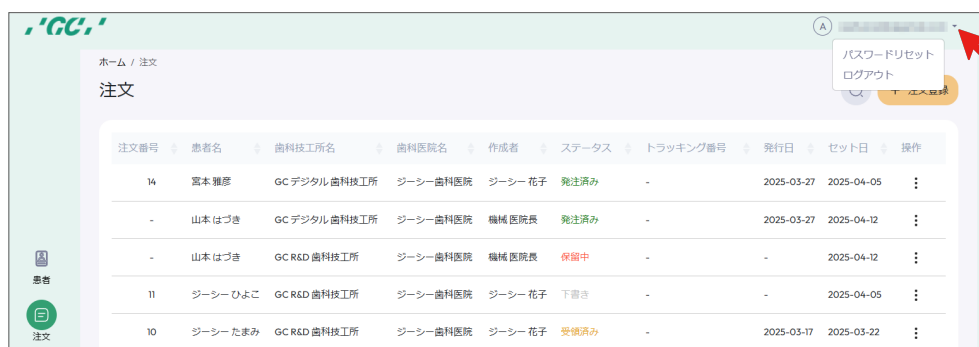 'GC'
A
パスワードリセット
ログアウト
ホーム / 注文
注文
+ 注文登録
注文番号 患者名 歯科技工所名 歯科医院名 作成者 ステータス トラッキング番号 発行日 セット日 操作
14 宮本 雅彦 GC デジタル 歯科技工所 ジーシー歯科医院 ジーシー 花子 発注済み - 2025-03-27 2025-04-05
- 山本 はづき GC デジタル 歯科技工所 ジーシー歯科医院 機械 医院長 発注済み - 2025-03-27 2025-04-12
- 山本 はづき GC R&D 歯科技工所 ジーシー歯科医院 機械 医院長 保留中 - - 2025-04-12
患者
11 ジーシー ひよこ GC R&D 歯科技工所 ジーシー歯科医院 ジーシー 花子 下書き - - 2025-04-05
10 ジーシー たまみ GC R&D 歯科技工所 ジーシー歯科医院 ジーシー 花子 受領済み - 2025-03-17 2025-03-22
注文